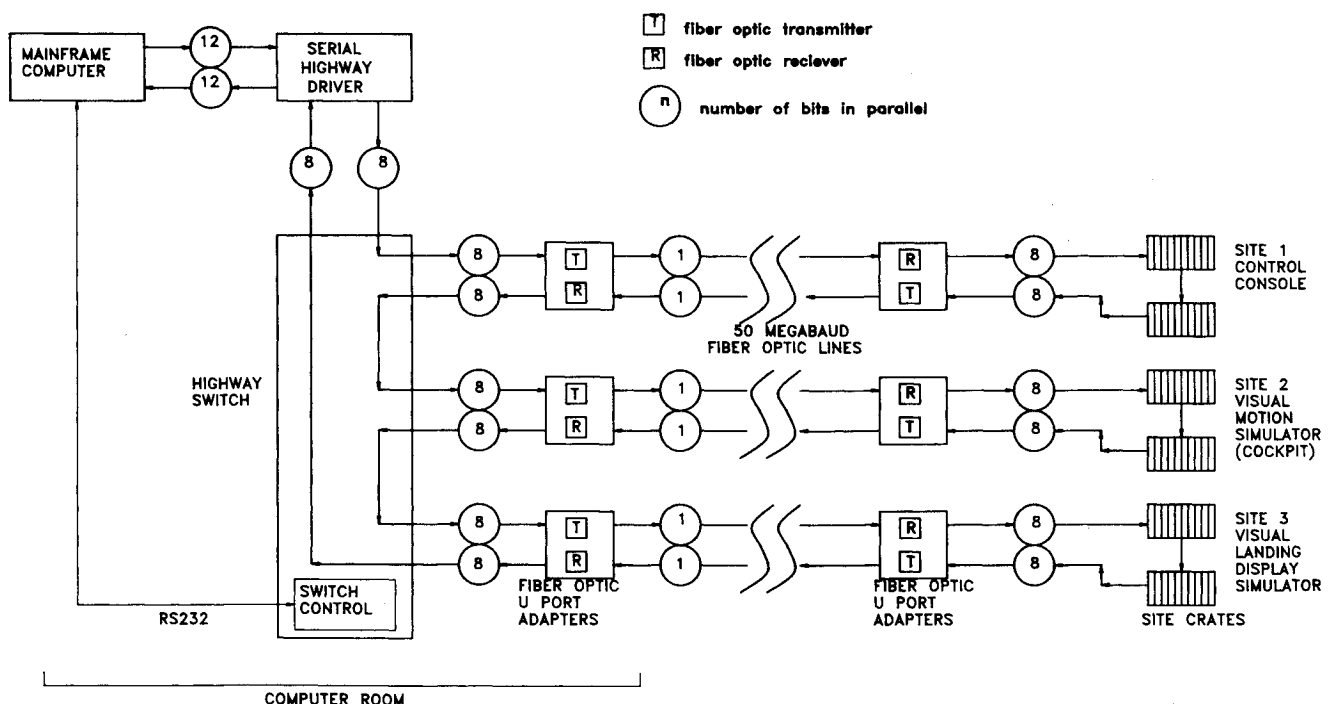 T fiber optic transmitter
R fiber optic reciever
n number of bits in parallel
MAINFRAME
COMPUTER
12
12
SERIAL
HIGHWAY
DRIVER
8
8
HIGHWAY
SWITCH
8 T 1 R 8
8 R 1 T 8
SITE 1
CONTROL
CONSOLE
50 MEGABAUD
FIBER OPTIC LINES
8 T 1 R 8
8 R 1 T 8
SITE 2
VISUAL
MOTION
SIMULATOR
(COCKPIT)
8 T 1 R 8
8 R 1 T 8
SITE 3
VISUAL
LANDING
DISPLAY
SIMULATOR
SWITCH
CONTROL
RS232
FIBER OPTIC
U PORT
ADAPTERS
FIBER OPTIC
U PORT
ADAPTERS
SITE CRATES
COMPUTER ROOM